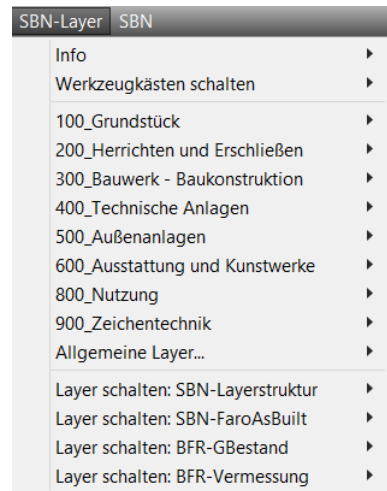 SBN-Layer SBN
Info
Werkzeugkästen schalten
100_Grundstück
200_Herrichten und Erschließen
300_Bauwerk - Baukonstruktion
400_Technische Anlagen
500_Außenanlagen
600_Ausstattung und Kunstwerke
800_Nutzung
900_Zeichentechnik
Allgemeine Layer...
Layer schalten: SBN-Layerstruktur
Layer schalten: SBN-FaroAsBuilt
Layer schalten: BFR-GBestand
Layer schalten: BFR-Vermessung